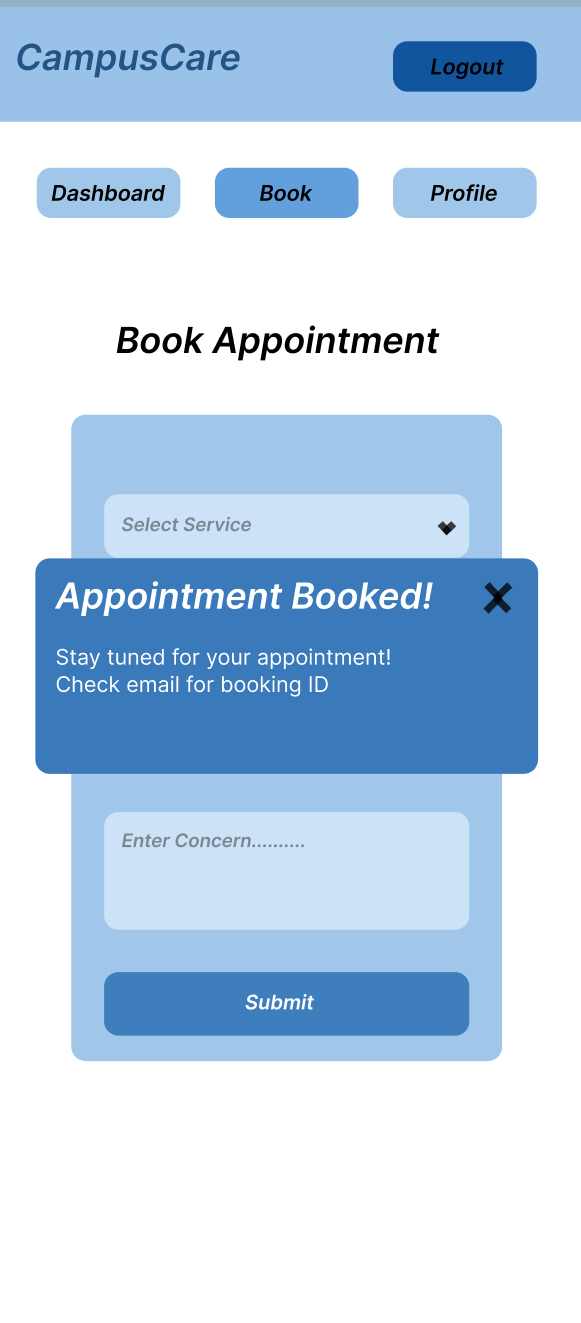 CampusCare
Logout
Dashboard
Book
Profile
Book Appointment
Select Service
Appointment Booked!
Stay tuned for your appointment!
Check email for booking ID
Enter Concern..........
Submit